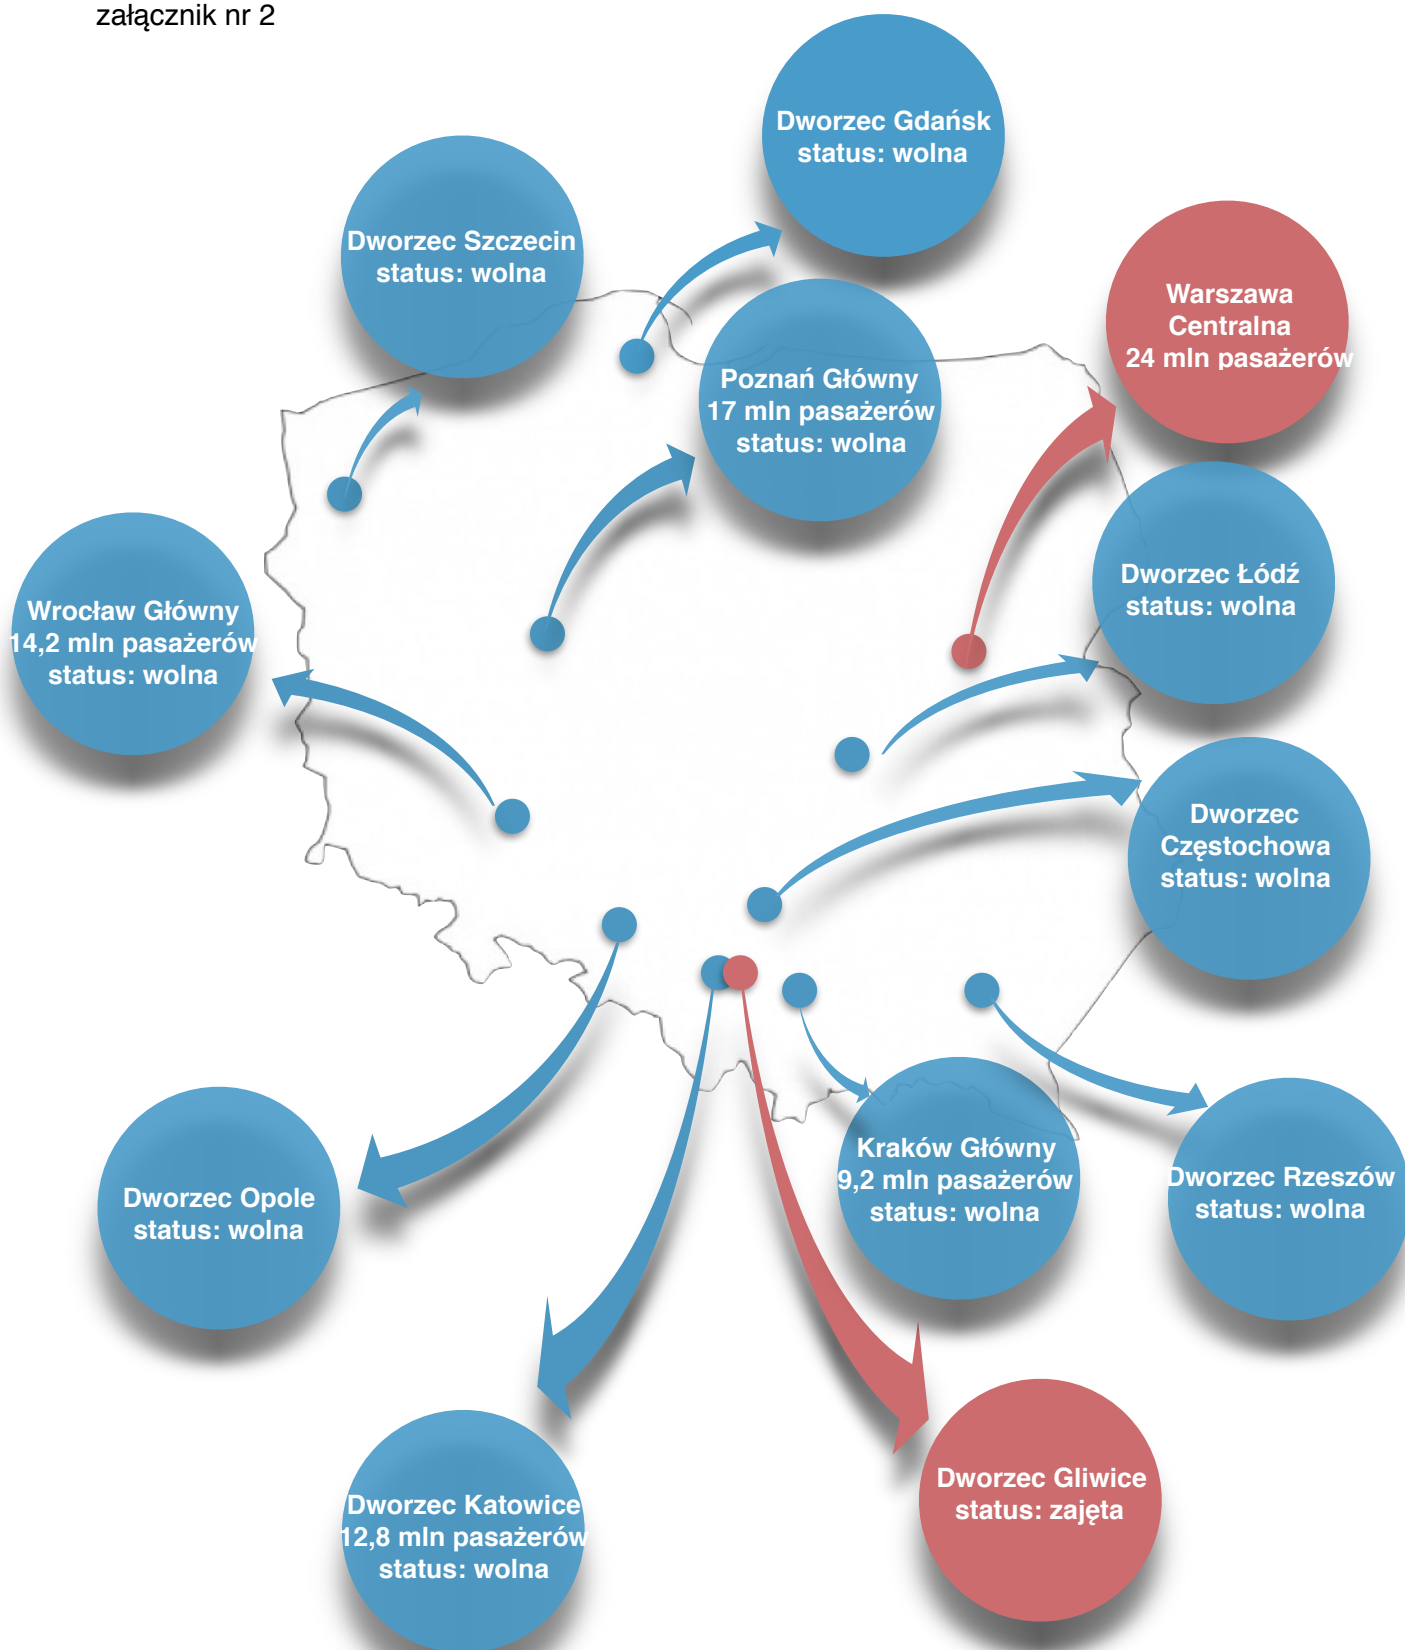 załącznik nr 2
Dworzec Gdańsk
status: wolna
Dworzec Szczecin
status: wolna
Warszawa
Centralna
24 mln pasażerów
Poznań Główny
17 mln pasażerów
status: wolna
Dworzec Łódź
status: wolna
Wrocław Główny
14,2 mln pasażerów
status: wolna
Dworzec
Częstochowa
status: wolna
Kraków Główny
9,2 mln pasażerów
status: wolna
Dworzec Rzeszów
status: wolna
Dworzec Opole
status: wolna
Dworzec Gliwice
status: zajęta
Dworzec Katowice
12,8 mln pasażerów
status: wolna